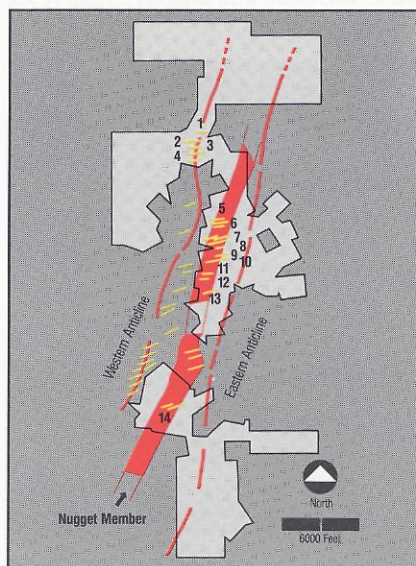 1
2
3
4
5
6
7
8
9
10
11
12
13
14
Western Anticline
Eastern Anticline
Nugget Member
North
6000 Feet